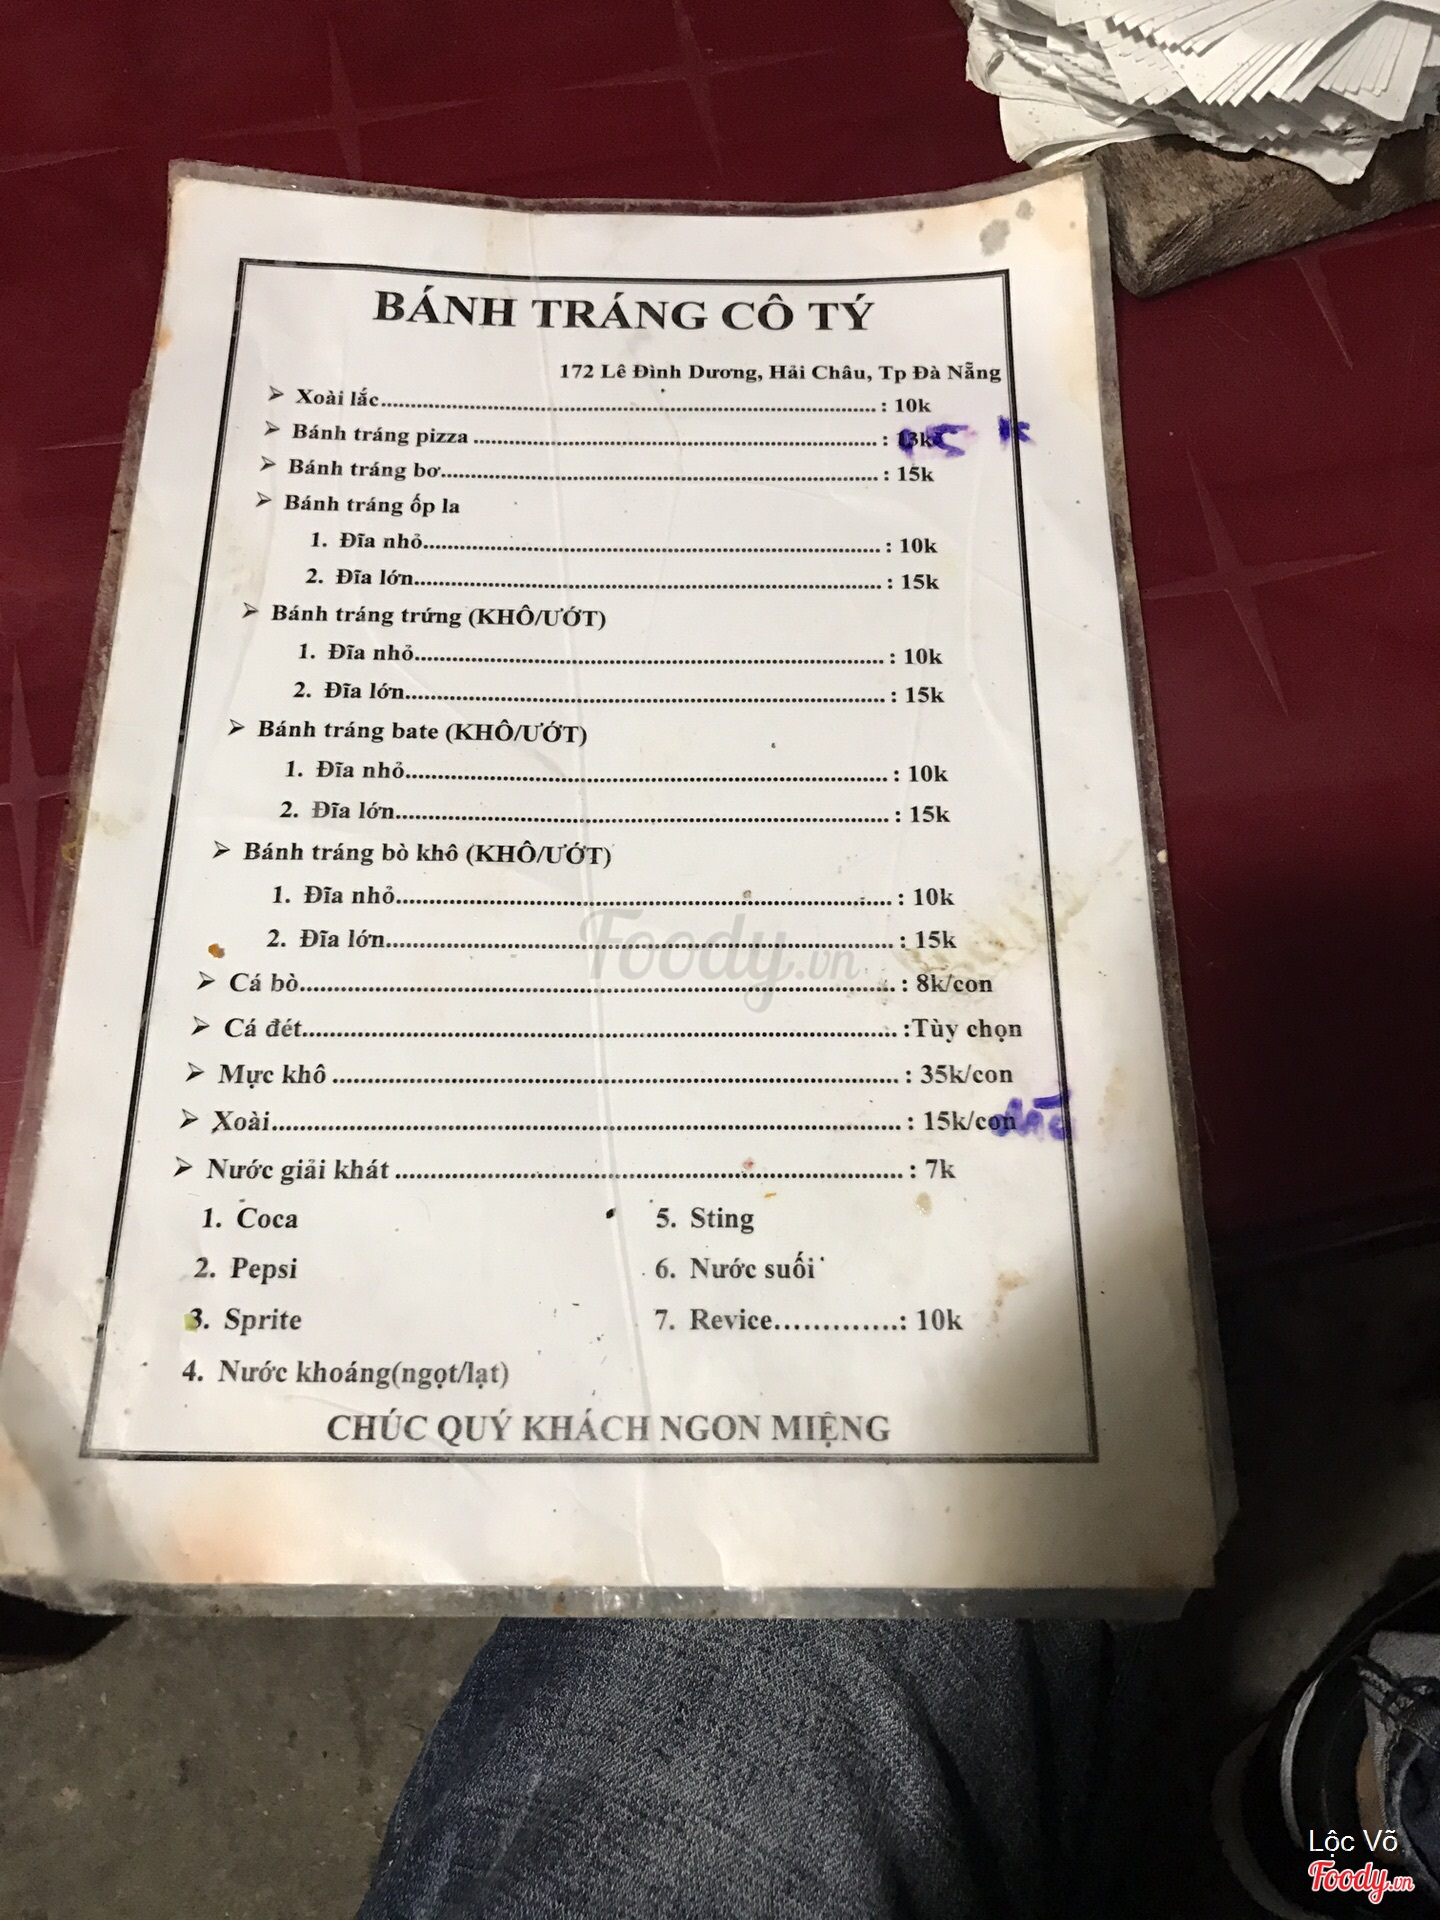 BÁNH TRÁNG CÔ TÝ
172 Lê Đình Dương, Hải Châu, Tp Đà Nẵng
➢ Xoài lắc........................................ : 10k
➢ Bánh tráng pizza ........................................ : 13k 15 k
➢ Bánh tráng bơ........................................ : 15k
➢ Bánh tráng ốp la
1. Đĩa nhỏ........................................ : 10k
2. Đĩa lớn........................................ : 15k
➢ Bánh tráng trứng (KHÔ/ƯỚT)
1. Đĩa nhỏ........................................ : 10k
2. Đĩa lớn........................................ : 15k
➢ Bánh tráng bate (KHÔ/ƯỚT)
1. Đĩa nhỏ........................................ : 10k
2. Đĩa lớn........................................ : 15k
➢ Bánh tráng bò khô (KHÔ/ƯỚT)
1. Đĩa nhỏ........................................ : 10k
2. Đĩa lớn........................................ : 15k
Foody.vn
➢ Cá bò........................................ : 8k/con
➢ Cá đét........................................ :Tùy chọn
➢ Mực khô ........................................ : 35k/con
➢ Xoài........................................ : 15k/con
➢ Nước giải khát ........................................ : 7k
1. Coca
2. Pepsi
3. Sprite
4. Nước khoáng(ngọt/lạt)
5. Sting
6. Nước suối
7. Revice.............: 10k
CHÚC QUÝ KHÁCH NGON MIỆNG
Lộc Võ
Foody.vn